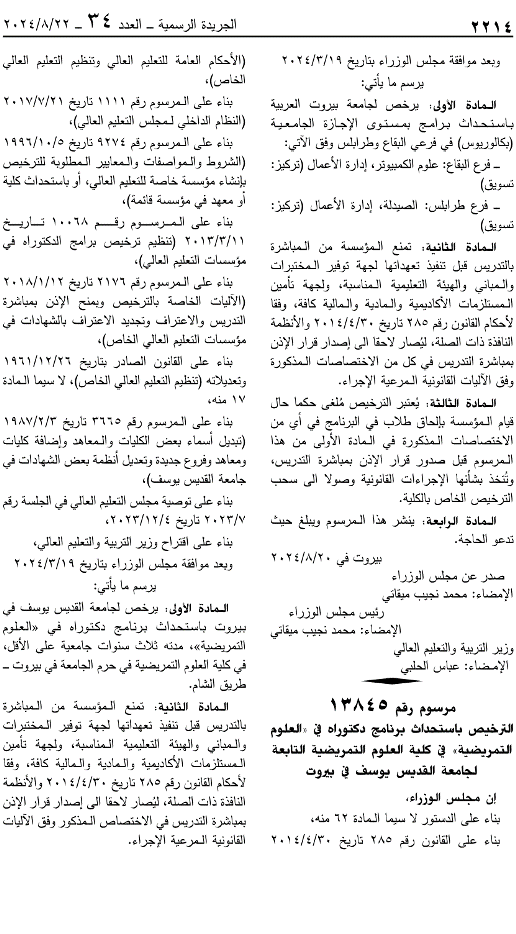 ٢٢١٤
الجريدة الرسمية ـ العدد ٣٤ ـ ٢٠٢٤/٨/٢٢
وبعد موافقة مجلس الوزراء بتاريخ ٢٠٢٤/٣/١٩
يرسم ما يأتي:
المادة الأولى: يرخص لجامعة بيروت العربية
باستحداث برامج بمستوى الإجازة الجامعية
(بكالوريوس) في فرعي البقاع وطرابلس وفق الآتي:
ـ فرع البقاع: علوم الكمبيوتر، إدارة الأعمال (تركيز:
تسويق)
ـ فرع طرابلس: الصيدلة، إدارة الأعمال (تركيز:
تسويق)
المادة الثانية: تمنع المؤسسة من المباشرة
بالتدريس قبل تنفيذ تعهداتها لجهة توفير المختبرات
والمباني والهيئة التعليمية المناسبة، ولجهة تأمين
المستلزمات الأكاديمية والمادية والمالية كافة، وفقا
لأحكام القانون رقم ٢٨٥ تاريخ ٢٠١٤/٤/٣٠ والأنظمة
النافذة ذات الصلة، ليُصار لاحقا الى إصدار قرار الإذن
بمباشرة التدريس في كل من الاختصاصات المذكورة
وفق الآليات القانونية المرعية الإجراء.
المادة الثالثة: يُعتبر الترخيص مُلغى حكما حال
قيام المؤسسة بإلحاق طلاب في البرنامج في أي من
الاختصاصات المذكورة في المادة الأولى من هذا
المرسوم قبل صدور قرار الإذن بمباشرة التدريس،
وتُتخذ بشأنها الإجراءات القانونية وصولا الى سحب
الترخيص الخاص بالكلية.
المادة الرابعة: ينشر هذا المرسوم ويبلغ حيث
تدعو الحاجة.
بيروت في ٢٠٢٤/٨/٢٠
صدر عن مجلس الوزراء
الإمضاء: محمد نجيب ميقاتي
رئيس مجلس الوزراء
الإمضاء: محمد نجيب ميقاتي
وزير التربية والتعليم العالي
الإمضاء: عباس الحلبي
مرسوم رقم ١٣٨٤٥
الترخيص باستحداث برنامج دكتوراه في «العلوم
التمريضية» في كلية العلوم التمريضية التابعة
لجامعة القديس يوسف في بيروت
إن مجلس الوزراء،
بناء على الدستور لا سيما المادة ٦٢ منه،
بناء على القانون رقم ٢٨٥ تاريخ ٢٠١٤/٤/٣٠
(الأحكام العامة للتعليم العالي وتنظيم التعليم العالي
الخاص)،
بناء على المرسوم رقم ١١١١ تاريخ ٢٠١٧/٧/٢١
(النظام الداخلي لمجلس التعليم العالي)،
بناء على المرسوم رقم ٩٢٧٤ تاريخ ١٩٩٦/١٠/٥
(الشروط والمواصفات والمعايير المطلوبة للترخيص
بإنشاء مؤسسة خاصة للتعليم العالي، أو باستحداث كلية
أو معهد في مؤسسة قائمة)،
بناء على المرسوم رقم ١٠٠٦٨ تاريخ
٢٠١٣/٣/١١ (تنظيم ترخيص برامج الدكتوراه في
مؤسسات التعليم العالي)،
بناء على المرسوم رقم ٢١٧٦ تاريخ ٢٠١٨/١/١٢
(الآليات الخاصة بالترخيص ويمنح الإذن بمباشرة
التدريس والاعتراف وتجديد الاعتراف بالشهادات في
مؤسسات التعليم العالي الخاص)،
بناء على القانون الصادر بتاريخ ١٩٦١/١٢/٢٦
وتعديلاته (تنظيم التعليم العالي الخاص)، لا سيما المادة
١٧ منه،
بناء على المرسوم رقم ٣٦٦٥ تاريخ ١٩٨٧/٢/٣
(تبديل أسماء بعض الكليات والمعاهد وإضافة كليات
ومعاهد وفروع جديدة وتعديل أنظمة بعض الشهادات في
جامعة القديس يوسف)،
بناء على توصية مجلس التعليم العالي في الجلسة رقم
٢٠٢٣/٧ تاريخ ٢٠٢٣/١٢/٤،
بناء على اقتراح وزير التربية والتعليم العالي،
وبعد موافقة مجلس الوزراء بتاريخ ٢٠٢٤/٣/١٩
يرسم ما يأتي:
المادة الأولى: يرخص لجامعة القديس يوسف في
بيروت باستحداث برنامج دكتوراه في «العلوم
التمريضية»، مدته ثلاث سنوات جامعية على الأقل،
في كلية العلوم التمريضية في حرم الجامعة في بيروت ـ
طريق الشام.
المادة الثانية: تمنع المؤسسة من المباشرة
بالتدريس قبل تنفيذ تعهداتها لجهة توفير المختبرات
والمباني والهيئة التعليمية المناسبة، ولجهة تأمين
المستلزمات الأكاديمية والمادية والمالية كافة، وفقا
لأحكام القانون رقم ٢٨٥ تاريخ ٢٠١٤/٤/٣٠ والأنظمة
النافذة ذات الصلة، ليُصار لاحقا الى إصدار قرار الإذن
بمباشرة التدريس في الاختصاص المذكور وفق الآليات
القانونية المرعية الإجراء.